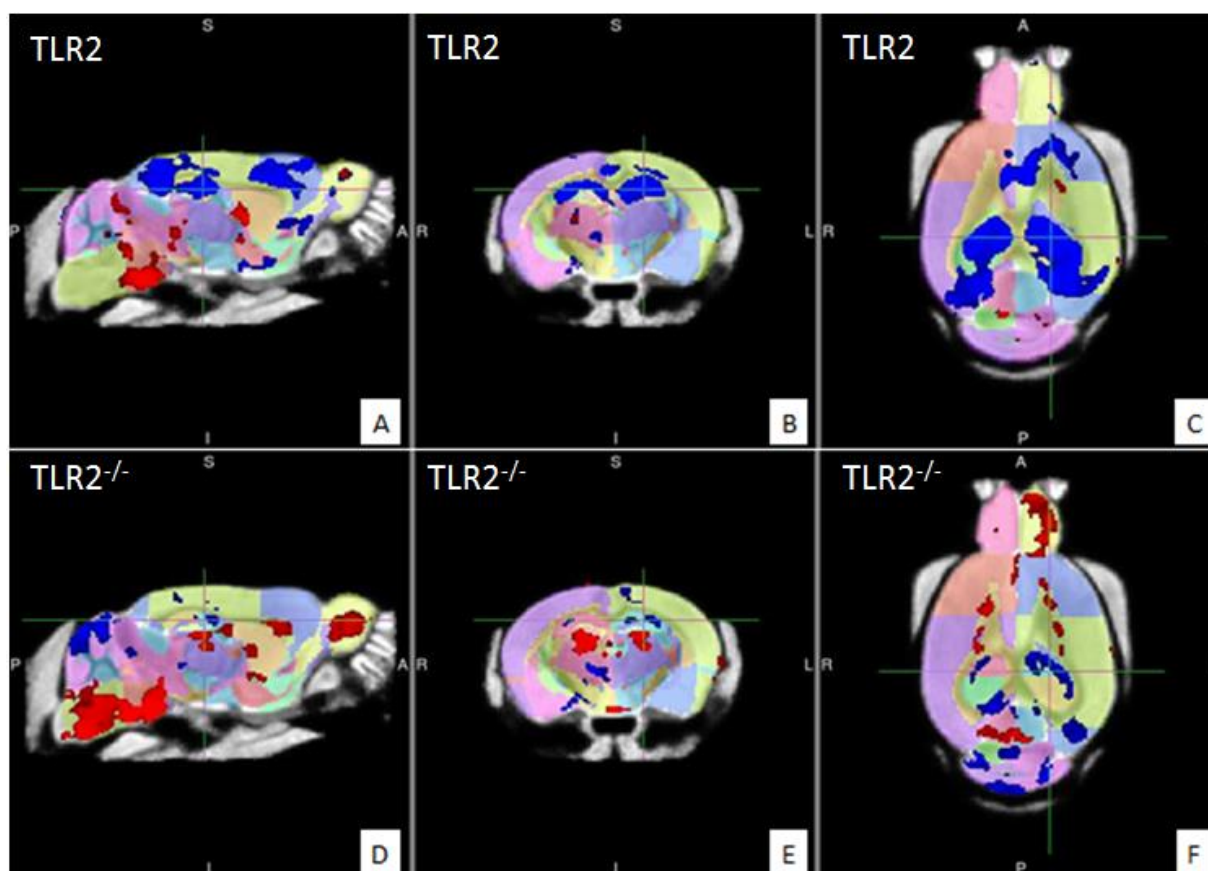 S S A
TLR2 TLR2 TLR2
P A R L R
A B C
I I P
S S A
TLR2-/- TLR2-/- TLR2-/-
P A R L R
D E F
I I P